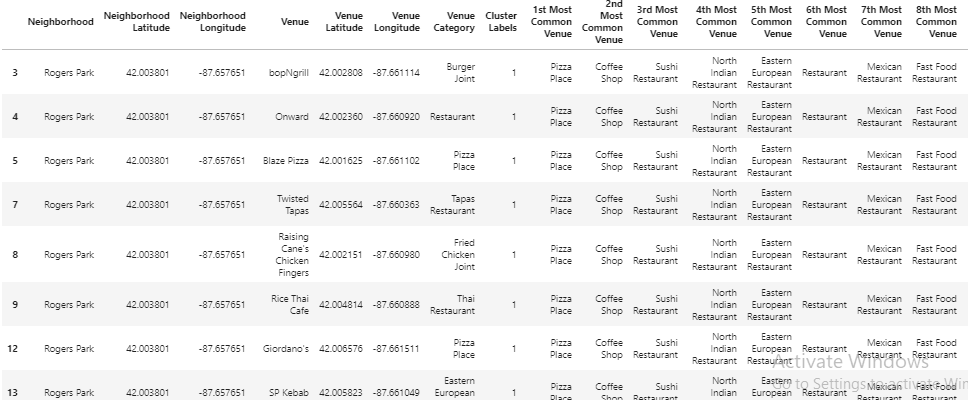 Neighborhood Neighborhood Latitude Neighborhood Longitude Venue Venue Latitude Venue Longitude Venue Category Cluster Labels 1st Most Common Venue 2nd Most Common Venue 3rd Most Common Venue 4th Most Common Venue 5th Most Common Venue 6th Most Common Venue 7th Most Common Venue 8th Most Common Venue
3 Rogers Park 42.003801 -87.657651 bopNgrill 42.002808 -87.661114 Burger Joint 1 Pizza Place Coffee Shop Sushi Restaurant North Indian Restaurant Eastern European Restaurant Restaurant Mexican Restaurant Fast Food Restaurant
4 Rogers Park 42.003801 -87.657651 Onward 42.002360 -87.660920 Restaurant 1 Pizza Place Coffee Shop Sushi Restaurant North Indian Restaurant Eastern European Restaurant Restaurant Mexican Restaurant Fast Food Restaurant
5 Rogers Park 42.003801 -87.657651 Blaze Pizza 42.001625 -87.661102 Pizza Place 1 Pizza Place Coffee Shop Sushi Restaurant North Indian Restaurant Eastern European Restaurant Restaurant Mexican Restaurant Fast Food Restaurant
7 Rogers Park 42.003801 -87.657651 Twisted Tapas 42.005564 -87.660363 Tapas Restaurant 1 Pizza Place Coffee Shop Sushi Restaurant North Indian Restaurant Eastern European Restaurant Restaurant Mexican Restaurant Fast Food Restaurant
8 Rogers Park 42.003801 -87.657651 Raising Cane's Chicken Fingers 42.002151 -87.660980 Fried Chicken Joint 1 Pizza Place Coffee Shop Sushi Restaurant North Indian Restaurant Eastern European Restaurant Restaurant Mexican Restaurant Fast Food Restaurant
9 Rogers Park 42.003801 -87.657651 Rice Thai Cafe 42.004814 -87.660888 Thai Restaurant 1 Pizza Place Coffee Shop Sushi Restaurant North Indian Restaurant Eastern European Restaurant Restaurant Mexican Restaurant Fast Food Restaurant
12 Rogers Park 42.003801 -87.657651 Giordano's 42.006576 -87.661511 Pizza Place 1 Pizza Place Coffee Shop Sushi Restaurant North Indian Restaurant Eastern European Restaurant Restaurant Mexican Restaurant Fast Food Restaurant
13 Rogers Park 42.003801 -87.657651 SP Kebab 42.005823 -87.661049 Eastern European 1 Pizza Place Coffee Shop Sushi Restaurant North Indian Eastern European Restaurant Mexican Restaurant Fast Food Restaurant
Activate Windows
Go to Settings to activate Win